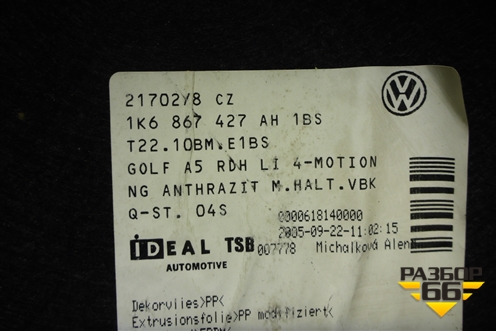 21702Y8 CZ
1K6 867 427 AH 1BS
T22.10BM.E1BS
GOLF A5 RDH LI 4-MOTION
NG ANTHRAZIT M.HALT.VBK
Q-ST. 04S
0000618140000
2005-09-22-11:02:15
IDEAL TSB 007778 Michalková Alen
AUTOMOTIVE
Dekorvlies>PP<
Extrusionsfolie>PP modifiziert<
РАЗБОР
66